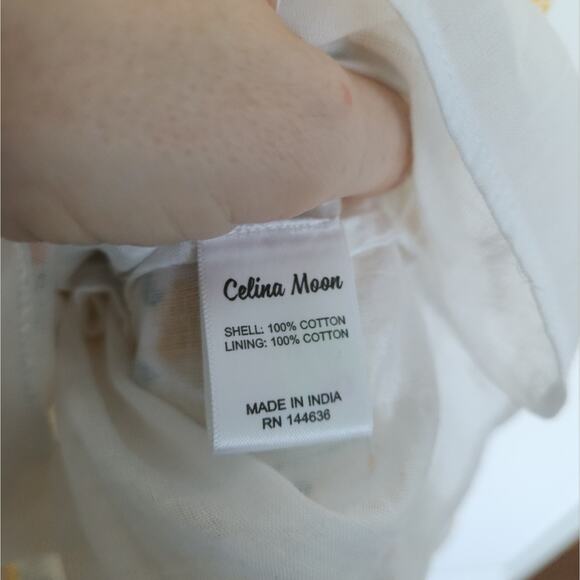 Celina Moon
SHELL: 100% COTTON
LINING: 100% COTTON
MADE IN INDIA
RN 144636